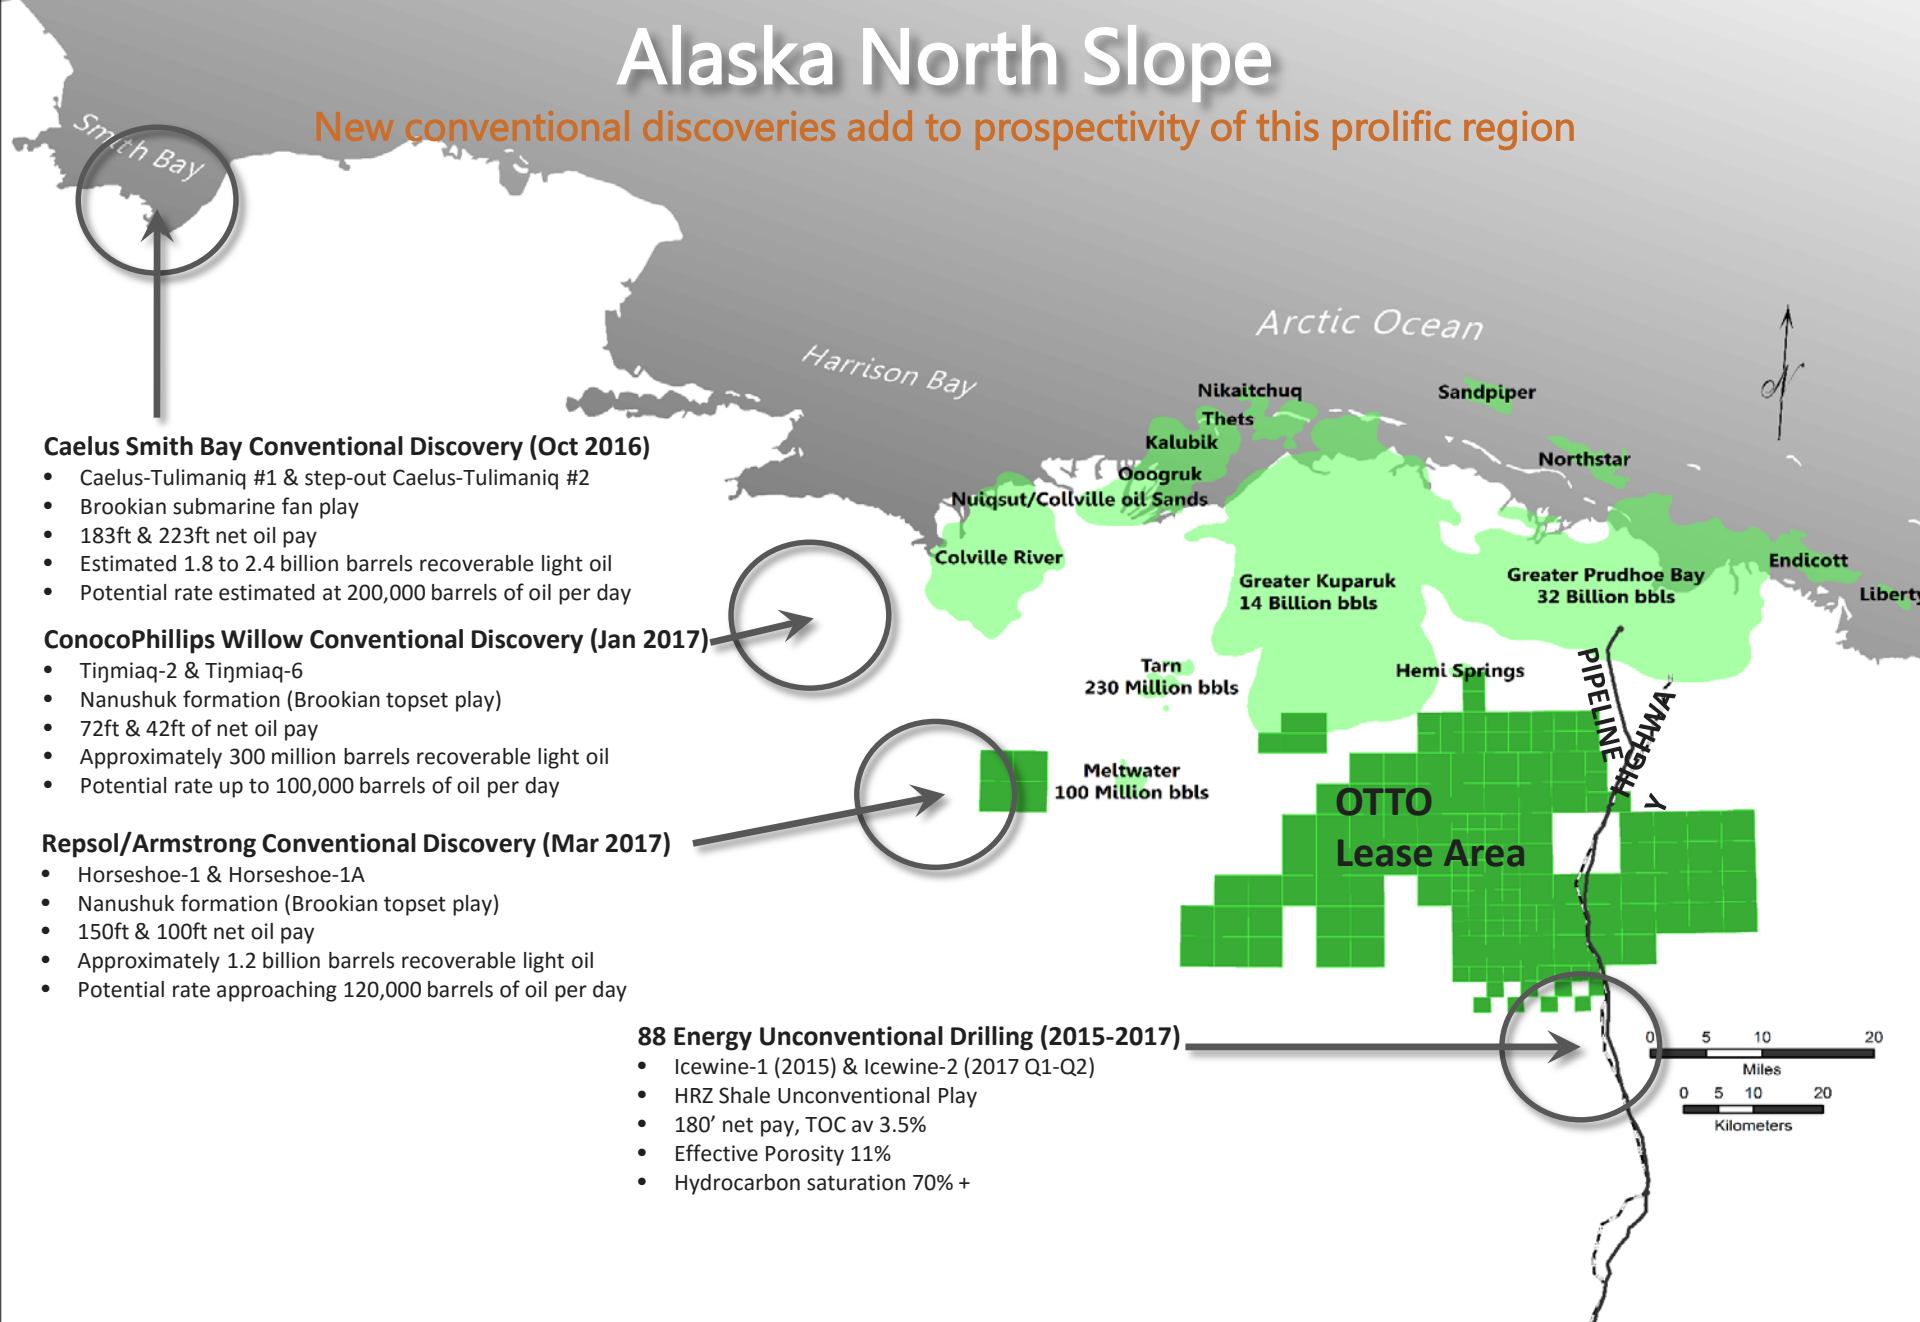 Alaska North Slope
New conventional discoveries add to prospectivity of this prolific region
Smith Bay
Harrison Bay
Arctic Ocean
Nikaitchuq
Thets
Kalubik
Ooogruk
Nuiqsut/Collville oil Sands
Sandpiper
Northstar
Colville River
Greater Kuparuk
14 Billion bbls
Greater Prudhoe Bay
32 Billion bbls
Endicott
Liberty
Tarn
230 Million bbls
Hemi Springs
Meltwater
100 Million bbls
PIPELINE
HIGHWA
Y
OTTO
Lease Area
Caelus Smith Bay Conventional Discovery (Oct 2016)
• Caelus-Tulimaniq #1 & step-out Caelus-Tulimaniq #2
• Brookian submarine fan play
• 183ft & 223ft net oil pay
• Estimated 1.8 to 2.4 billion barrels recoverable light oil
• Potential rate estimated at 200,000 barrels of oil per day
ConocoPhillips Willow Conventional Discovery (Jan 2017)
• Tiŋmiaq-2 & Tiŋmiaq-6
• Nanushuk formation (Brookian topset play)
• 72ft & 42ft of net oil pay
• Approximately 300 million barrels recoverable light oil
• Potential rate up to 100,000 barrels of oil per day
Repsol/Armstrong Conventional Discovery (Mar 2017)
• Horseshoe-1 & Horseshoe-1A
• Nanushuk formation (Brookian topset play)
• 150ft & 100ft net oil pay
• Approximately 1.2 billion barrels recoverable light oil
• Potential rate approaching 120,000 barrels of oil per day
88 Energy Unconventional Drilling (2015-2017)
• Icewine-1 (2015) & Icewine-2 (2017 Q1-Q2)
• HRZ Shale Unconventional Play
• 180’ net pay, TOC av 3.5%
• Effective Porosity 11%
• Hydrocarbon saturation 70% +
0 5 10 20
Miles
0 5 10 20
Kilometers